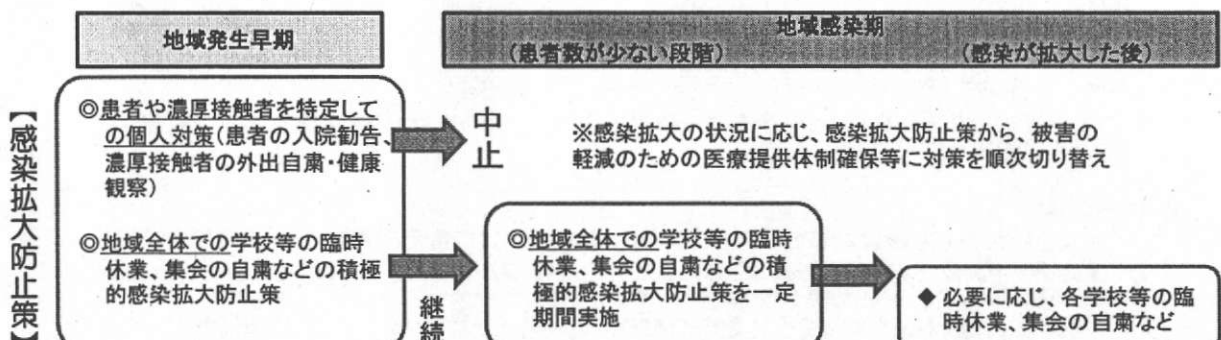 地域発生早期
地域感染期
（患者数が少ない段階）
（感染が拡大した後）
【感染拡大防止策】
◎患者や濃厚接触者を特定して
の個人対策（患者の入院勧告、
濃厚接触者の外出自粛・健康
観察）
中止
※感染拡大の状況に応じ、感染拡大防止策から、被害の
軽減のための医療提供体制確保等に対策を順次切り替え
◎地域全体での学校等の臨時
休業、集会の自粛などの積極
的感染拡大防止策
継続
◎地域全体での学校等の臨時
休業、集会の自粛などの積
極的感染拡大防止策を一定
期間実施
◆ 必要に応じ、各学校等の臨
時休業、集会の自粛など